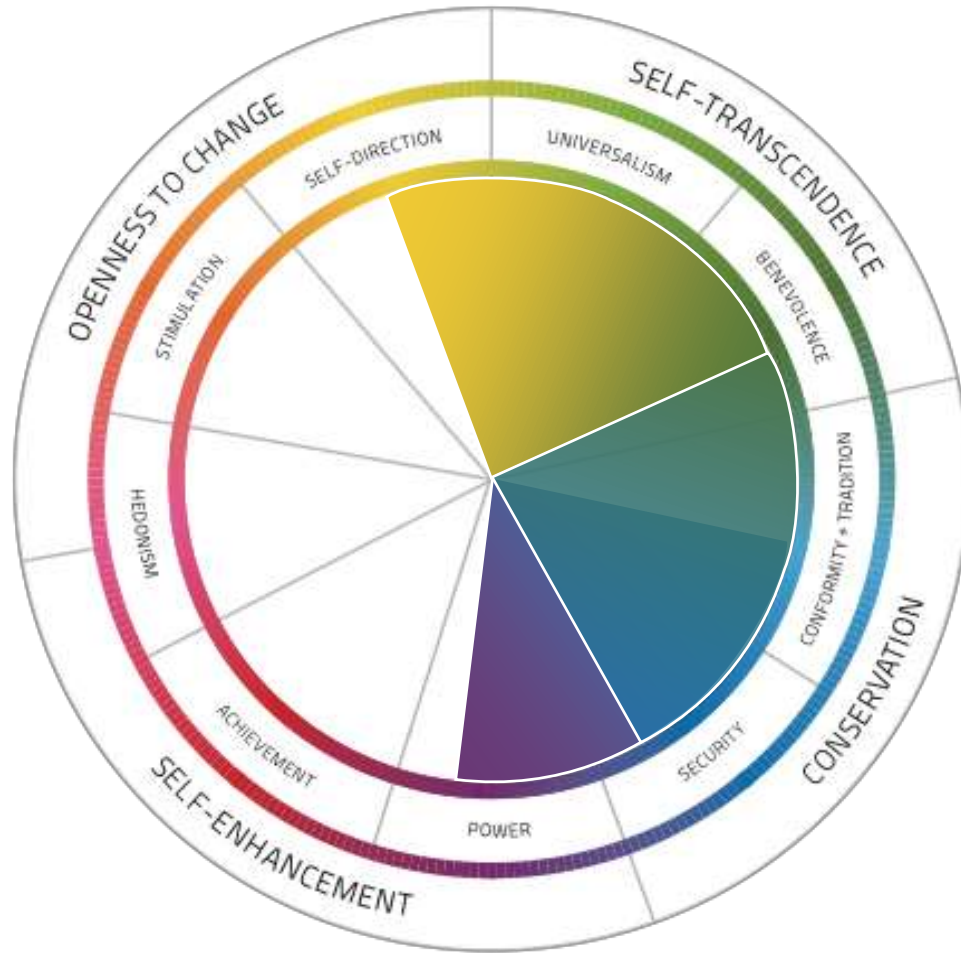 OPENNESS TO CHANGE
SELF-TRANSCENDENCE
CONSERVATION
SELF-ENHANCEMENT
SELF-DIRECTION
UNIVERSALISM
BENEVOLENCE
CONFORMITY + TRADITION
SECURITY
POWER
ACHIEVEMENT
HEDONISM
STIMULATION